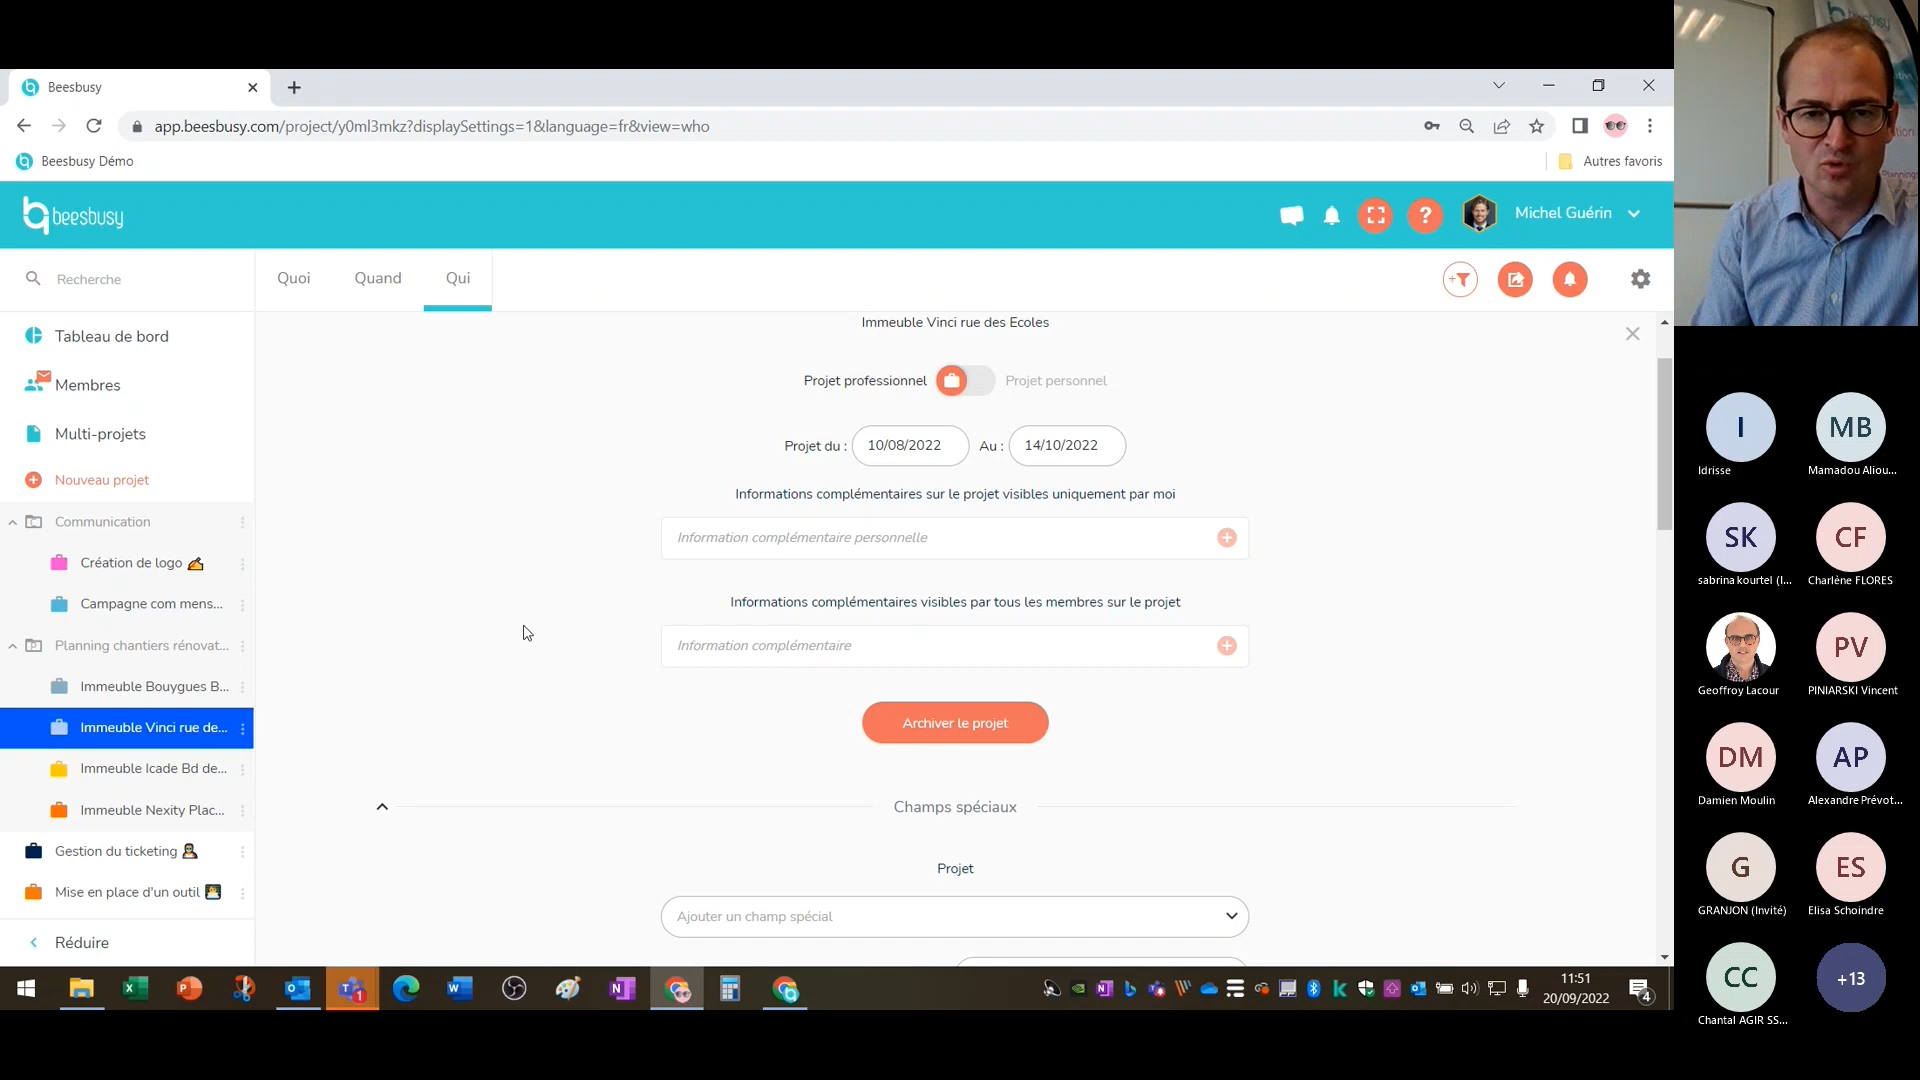 Beesbusy
app.beesbusy.com/project/y0ml3mkz?displaySettings=1&language=fr&view=who
Beesbusy Démo
Autres favoris
beesbusy
?
Michel Guérin
Recherche
Quoi
Quand
Qui
Tableau de bord
Membres
Multi-projets
Nouveau projet
Communication
Création de logo
Campagne com mens...
Planning chantiers rénovat...
Immeuble Bouygues B...
Immeuble Vinci rue de...
Immeuble Icade Bd de...
Immeuble Nexity Plac...
Gestion du ticketing
Mise en place d'un outil
Réduire
Immeuble Vinci rue des Ecoles
Projet professionnel
Projet personnel
Projet du :
10/08/2022
Au :
14/10/2022
Informations complémentaires sur le projet visibles uniquement par moi
Information complémentaire personnelle
Informations complémentaires visibles par tous les membres sur le projet
Information complémentaire
Archiver le projet
Champs spéciaux
Projet
Ajouter un champ spécial
11:51
20/09/2022
4
I
Idrisse
MB
Mamadou Aliou...
SK
sabrina kourtel (I...
CF
Charlène FLORES
Geoffroy Lacour
PV
PINIARSKI Vincent
DM
Damien Moulin
AP
Alexandre Prévot...
G
GRANJON (Invité)
ES
Elisa Schoindre
CC
Chantal AGIR SS...
+13